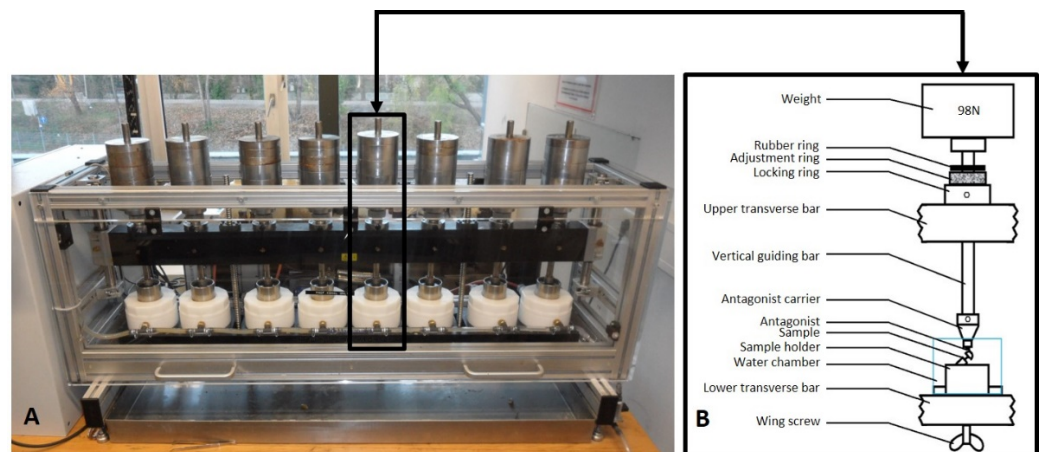 Weight
98N
Rubber ring
Adjustment ring
Locking ring
Upper transverse bar
Vertical guiding bar
Antagonist carrier
Antagonist
Sample
Sample holder
Water chamber
Lower transverse bar
Wing screw
A
B